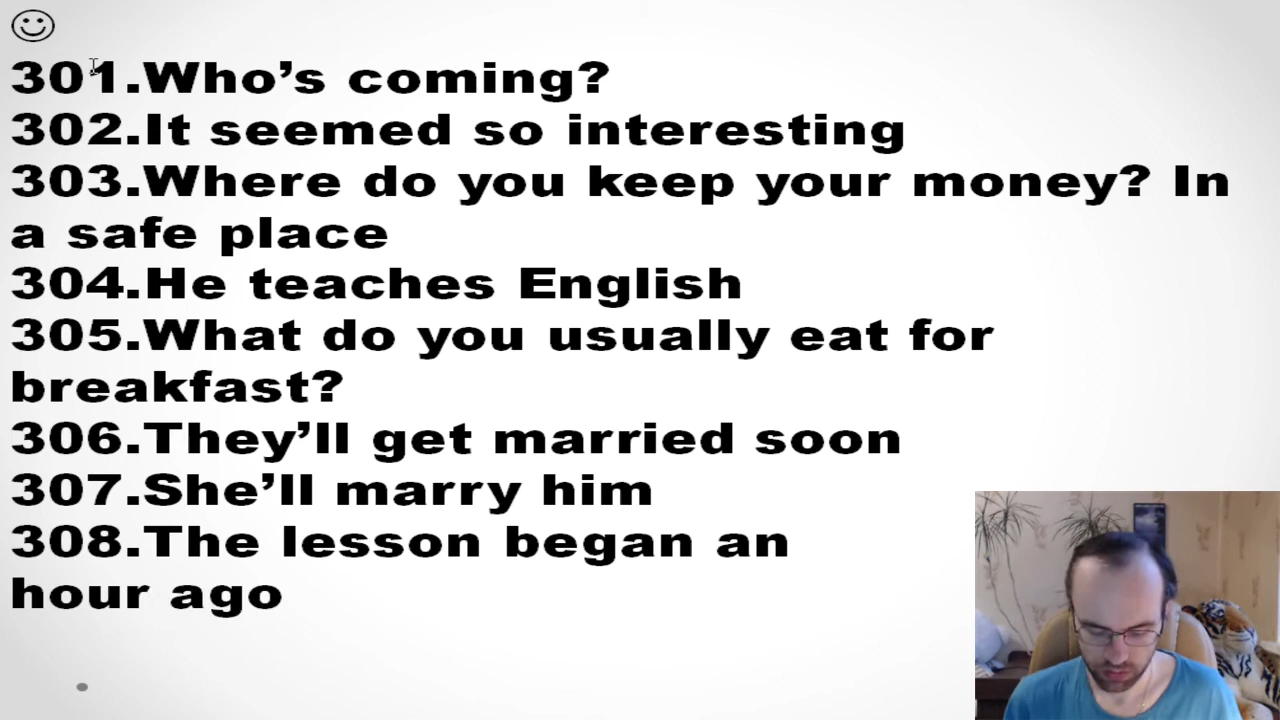 301.Who’s coming?
302.It seemed so interesting
303.Where do you keep your money? In
a safe place
304.He teaches English
305.What do you usually eat for
breakfast?
306.They’ll get married soon
307.She’ll marry him
308.The lesson began an
hour ago